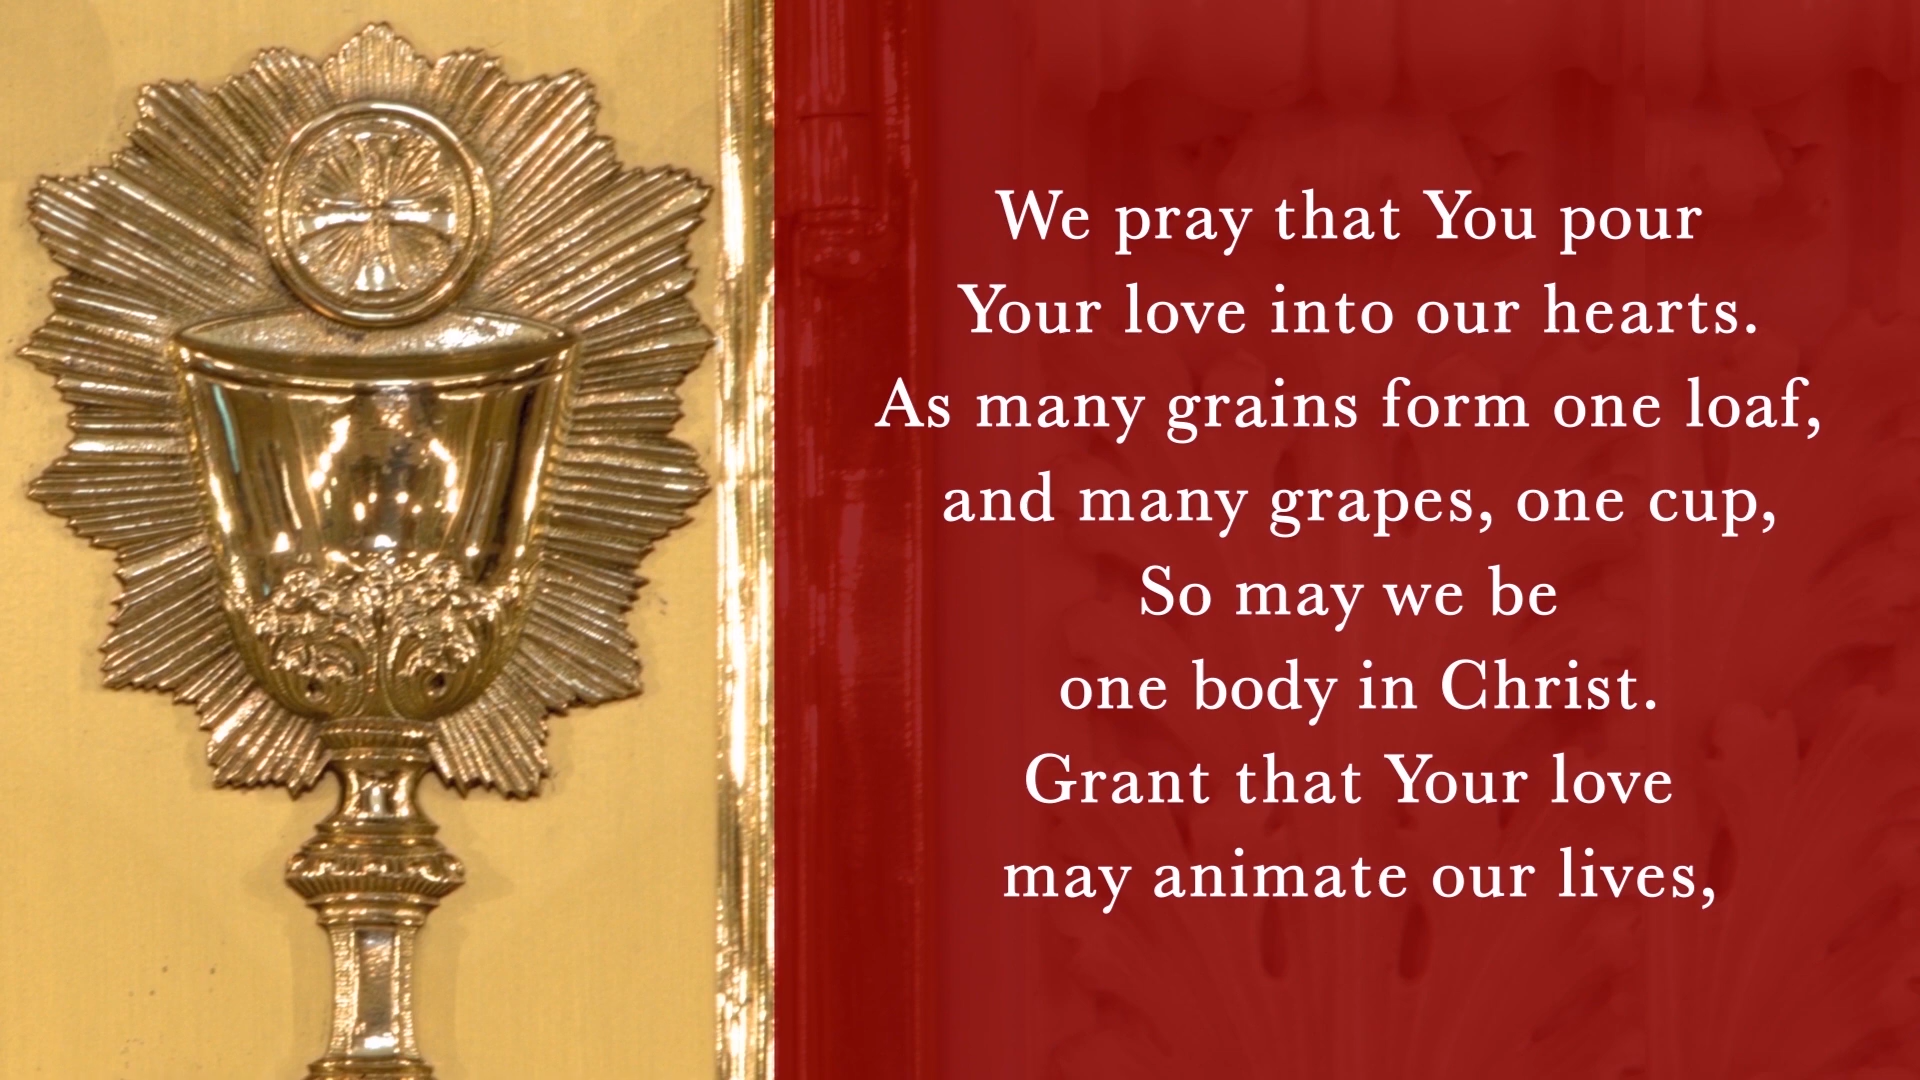 We pray that You pour
Your love into our hearts.
As many grains form one loaf,
and many grapes, one cup,
So may we be
one body in Christ.
Grant that Your love
may animate our lives,